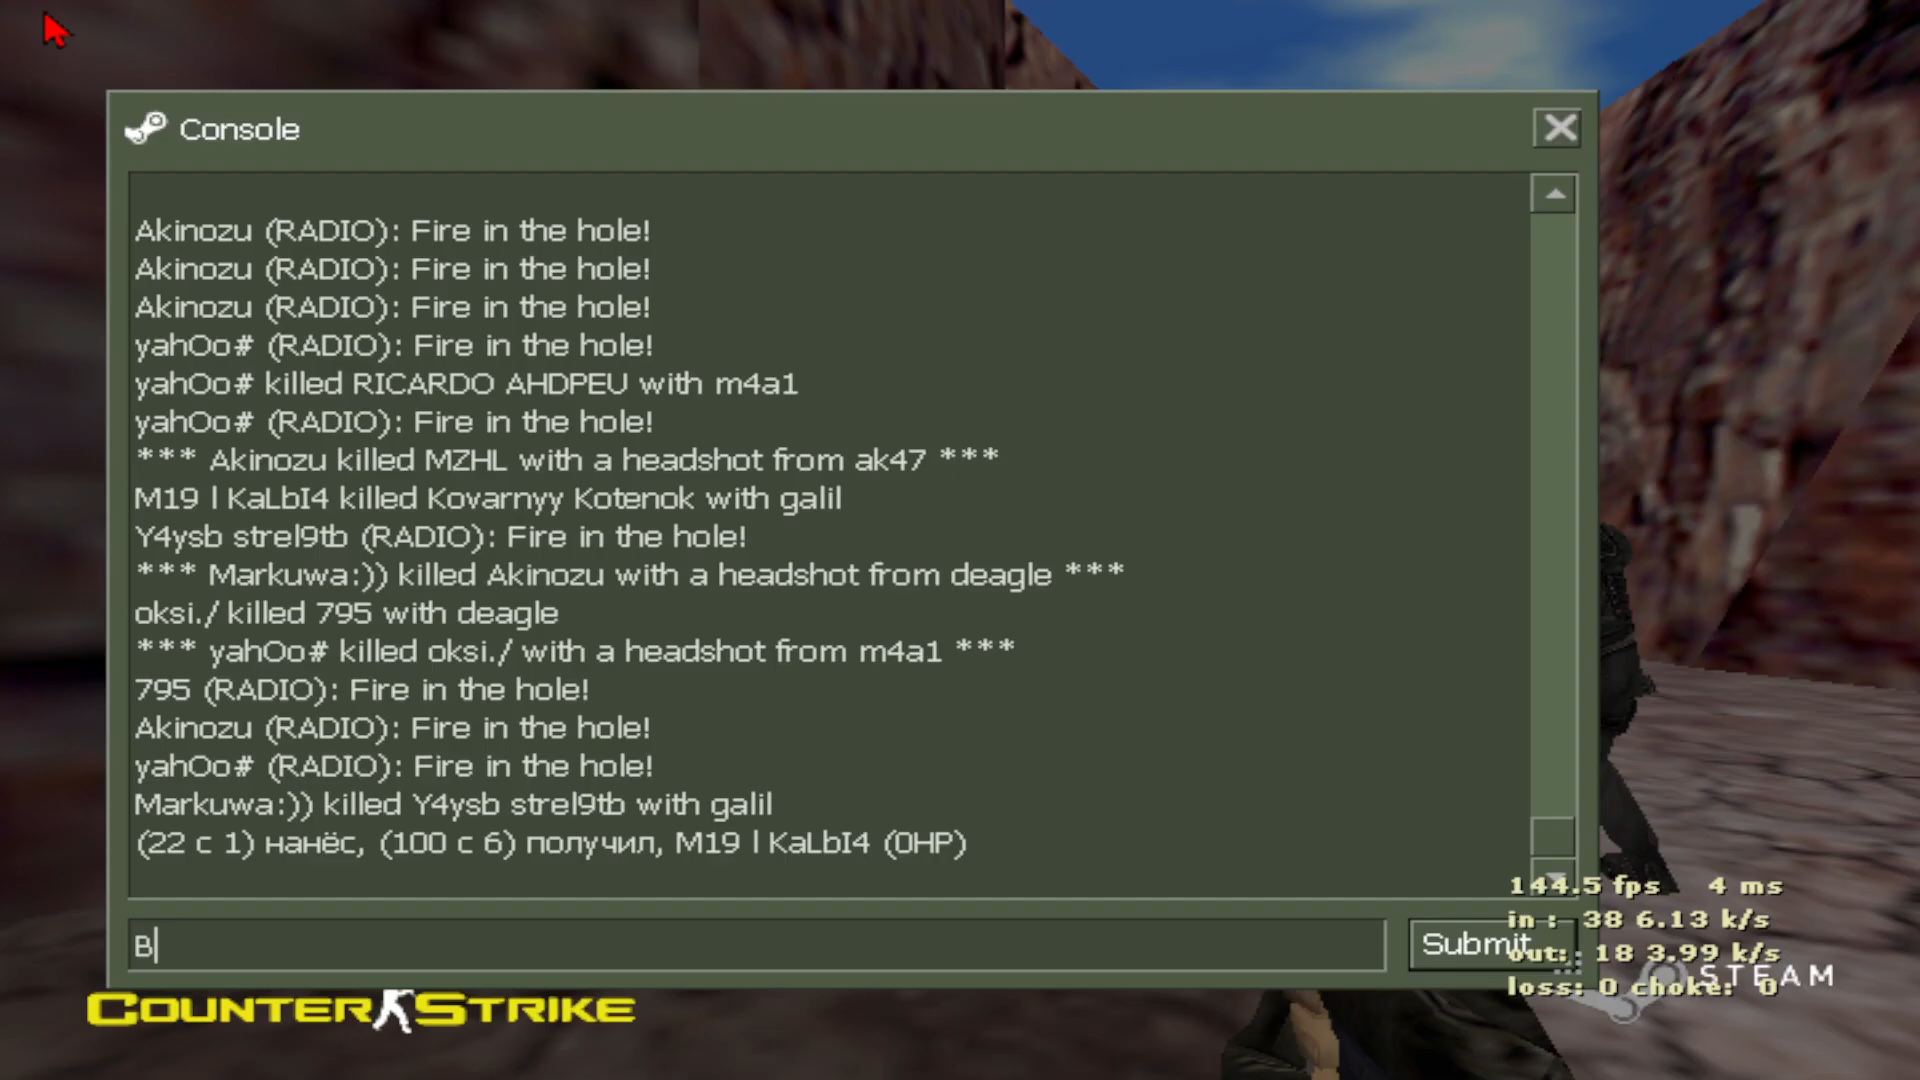 Console
Akinozu (RADIO): Fire in the hole!
Akinozu (RADIO): Fire in the hole!
Akinozu (RADIO): Fire in the hole!
yahOo# (RADIO): Fire in the hole!
yahOo# killed RICARDO AHDPEU with m4a1
yahOo# (RADIO): Fire in the hole!
*** Akinozu killed MZHL with a headshot from ak47 ***
M19 l KaLbI4 killed Kovarnyy Kotenok with galil
Y4ysb strel9tb (RADIO): Fire in the hole!
*** Markuwa:)) killed Akinozu with a headshot from deagle ***
oksi./ killed 795 with deagle
*** yahOo# killed oksi./ with a headshot from m4a1 ***
795 (RADIO): Fire in the hole!
Akinozu (RADIO): Fire in the hole!
yahOo# (RADIO): Fire in the hole!
Markuwa:)) killed Y4ysb strel9tb with galil
(22 с 1) нанёс, (100 с 6) получил, M19 l KaLbI4 (0HP)
В
Submit
144.5 fps 4 ms
in : 38 6.13 k/s
out: 18 3.99 k/s
loss: 0 choke: 0
STEAM
COUNTER STRIKE